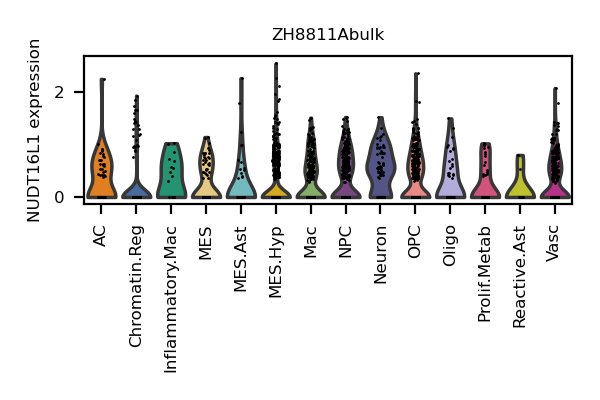 ZH8811Abulk
NUDT16L1 expression
2
0
AC
Chromatin.Reg
Inflammatory.Mac
MES
MES.Ast
MES.Hyp
Mac
NPC
Neuron
OPC
Oligo
Prolif.Metab
Reactive.Ast
Vasc